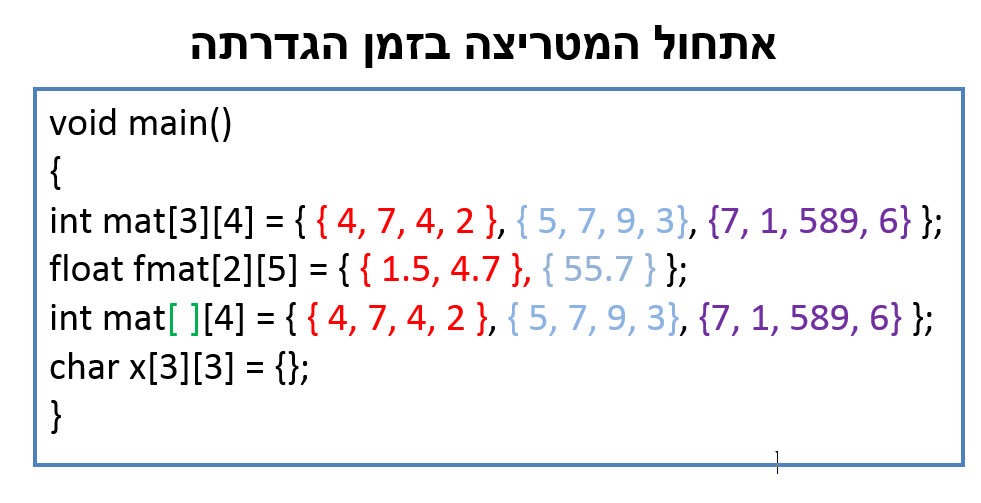 אתחול המטריצה בזמן הגדרתה
void main()
{
int mat[3][4] = { { 4, 7, 4, 2 }, { 5, 7, 9, 3}, {7, 1, 589, 6} };
float fmat[2][5] = { { 1.5, 4.7 }, { 55.7 } };
int mat[ ][4] = { { 4, 7, 4, 2 }, { 5, 7, 9, 3}, {7, 1, 589, 6} };
char x[3][3] = {};
}